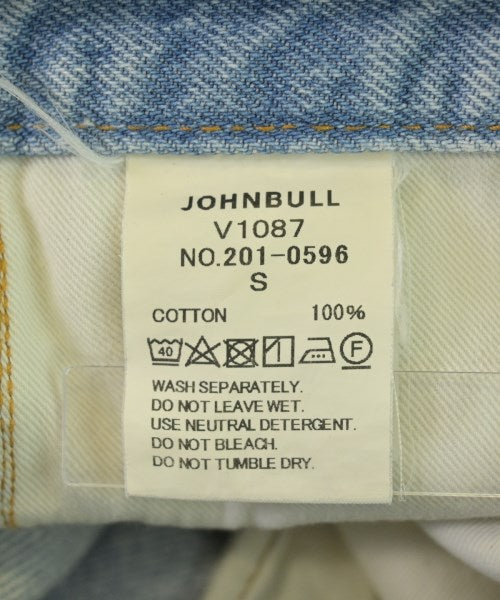 JOHNBULL
V1087
NO.201-0596
S
COTTON 100%
40 F
WASH SEPARATELY.
DO NOT LEAVE WET.
USE NEUTRAL DETERGENT.
DO NOT BLEACH.
DO NOT TUMBLE DRY.